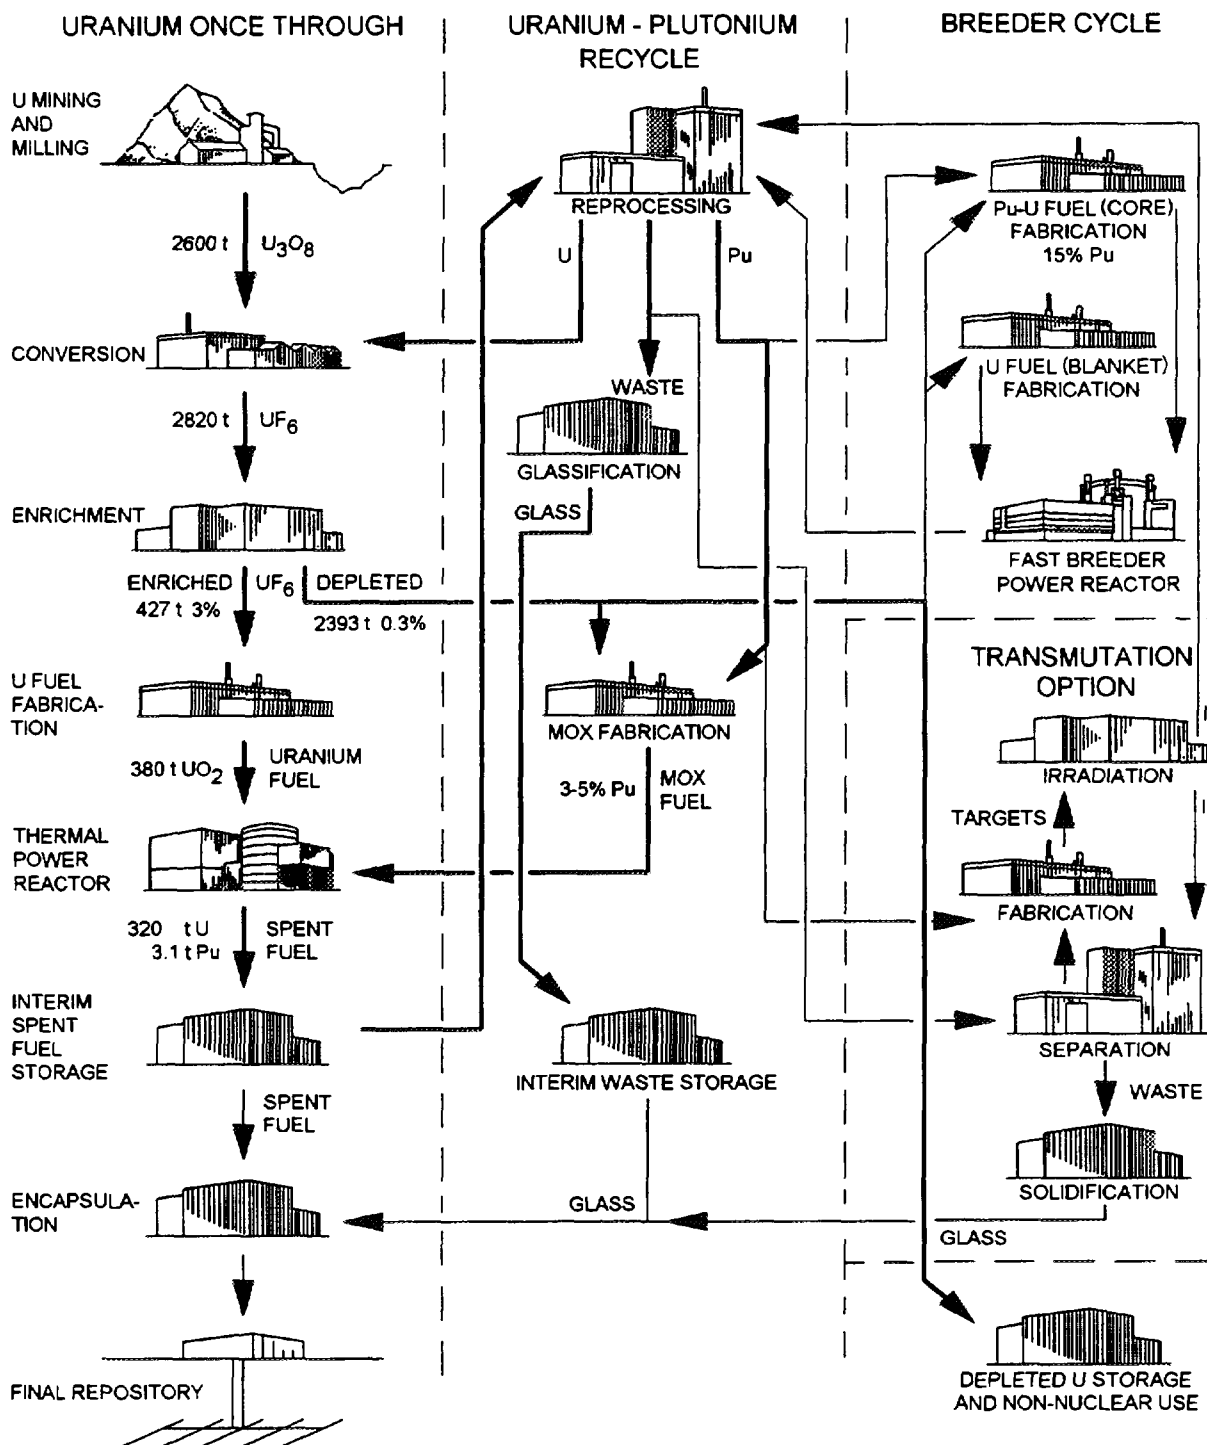 URANIUM ONCE THROUGH
U MINING
AND
MILLING
2600 t U₃O₈
CONVERSION
2820 t UF₆
ENRICHMENT
ENRICHED UF₆ DEPLETED
427 t 3%
2393 t 0.3%
U FUEL
FABRICA-
TION
380 t UO₂
URANIUM
FUEL
THERMAL
POWER
REACTOR
320 t U
3.1 t Pu
SPENT
FUEL
INTERIM
SPENT
FUEL
STORAGE
SPENT
FUEL
ENCAPSULA-
TION
FINAL REPOSITORY
URANIUM - PLUTONIUM
RECYCLE
REPROCESSING
U
Pu
WASTE
GLASSIFICATION
GLASS
MOX FABRICATION
3-5% Pu
MOX
FUEL
INTERIM WASTE STORAGE
GLASS
BREEDER CYCLE
Pu-U FUEL (CORE)
FABRICATION
15% Pu
U FUEL (BLANKET)
FABRICATION
FAST BREEDER
POWER REACTOR
TRANSMUTATION
OPTION
IRRADIATION
TARGETS
FABRICATION
SEPARATION
WASTE
SOLIDIFICATION
GLASS
DEPLETED U STORAGE
AND NON-NUCLEAR USE